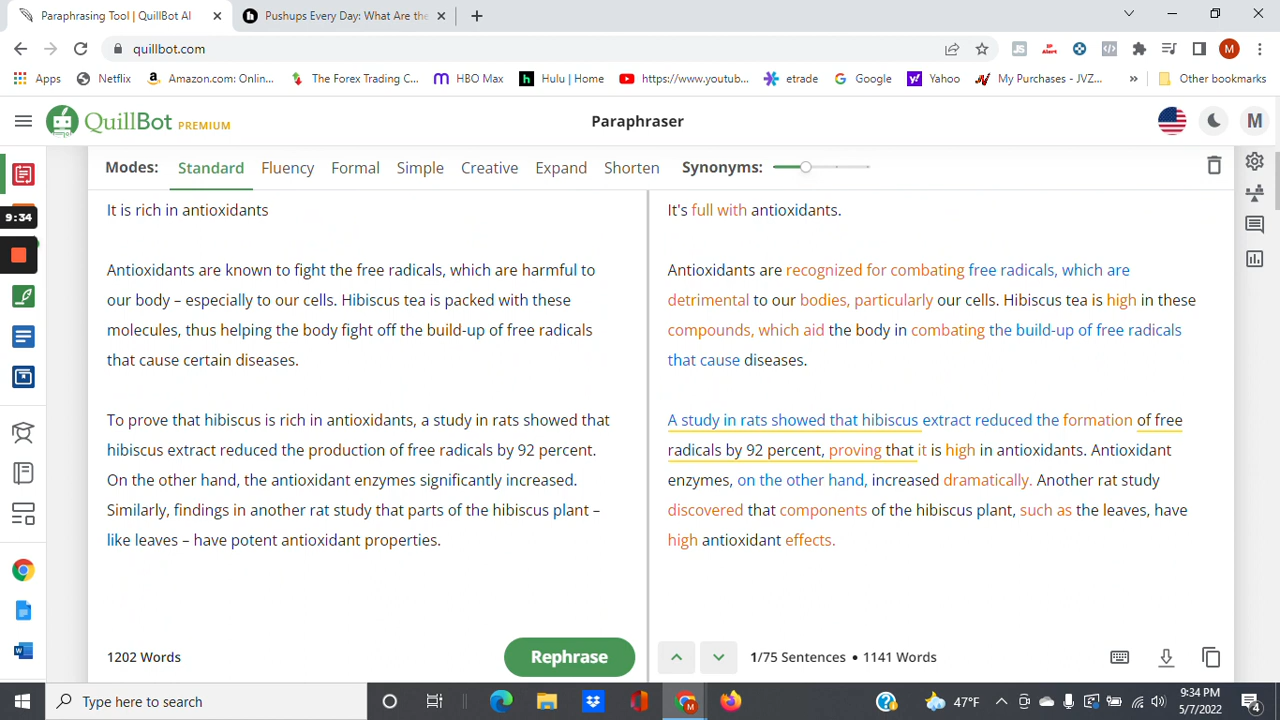 Paraphrasing Tool | QuillBot AI
Pushups Every Day: What Are the
quillbot.com
M
Apps
Netflix
Amazon.com: Onlin...
The Forex Trading C...
HBO Max
Hulu | Home
https://www.youtub...
etrade
Google
Yahoo
My Purchases - JVZ...
»
Other bookmarks
QuillBot PREMIUM
Paraphraser
M
Modes: Standard Fluency Formal Simple Creative Expand Shorten Synonyms:
9:34
It is rich in antioxidants
Antioxidants are known to fight the free radicals, which are harmful to
our body – especially to our cells. Hibiscus tea is packed with these
molecules, thus helping the body fight off the build-up of free radicals
that cause certain diseases.
To prove that hibiscus is rich in antioxidants, a study in rats showed that
hibiscus extract reduced the production of free radicals by 92 percent.
On the other hand, the antioxidant enzymes significantly increased.
Similarly, findings in another rat study that parts of the hibiscus plant –
like leaves – have potent antioxidant properties.
1202 Words
Rephrase
It's full with antioxidants.
Antioxidants are recognized for combating free radicals, which are
detrimental to our bodies, particularly our cells. Hibiscus tea is high in these
compounds, which aid the body in combating the build-up of free radicals
that cause diseases.
A study in rats showed that hibiscus extract reduced the formation of free
radicals by 92 percent, proving that it is high in antioxidants. Antioxidant
enzymes, on the other hand, increased dramatically. Another rat study
discovered that components of the hibiscus plant, such as the leaves, have
high antioxidant effects.
1/75 Sentences • 1141 Words
Type here to search
47°F
9:34 PM
5/7/2022
4